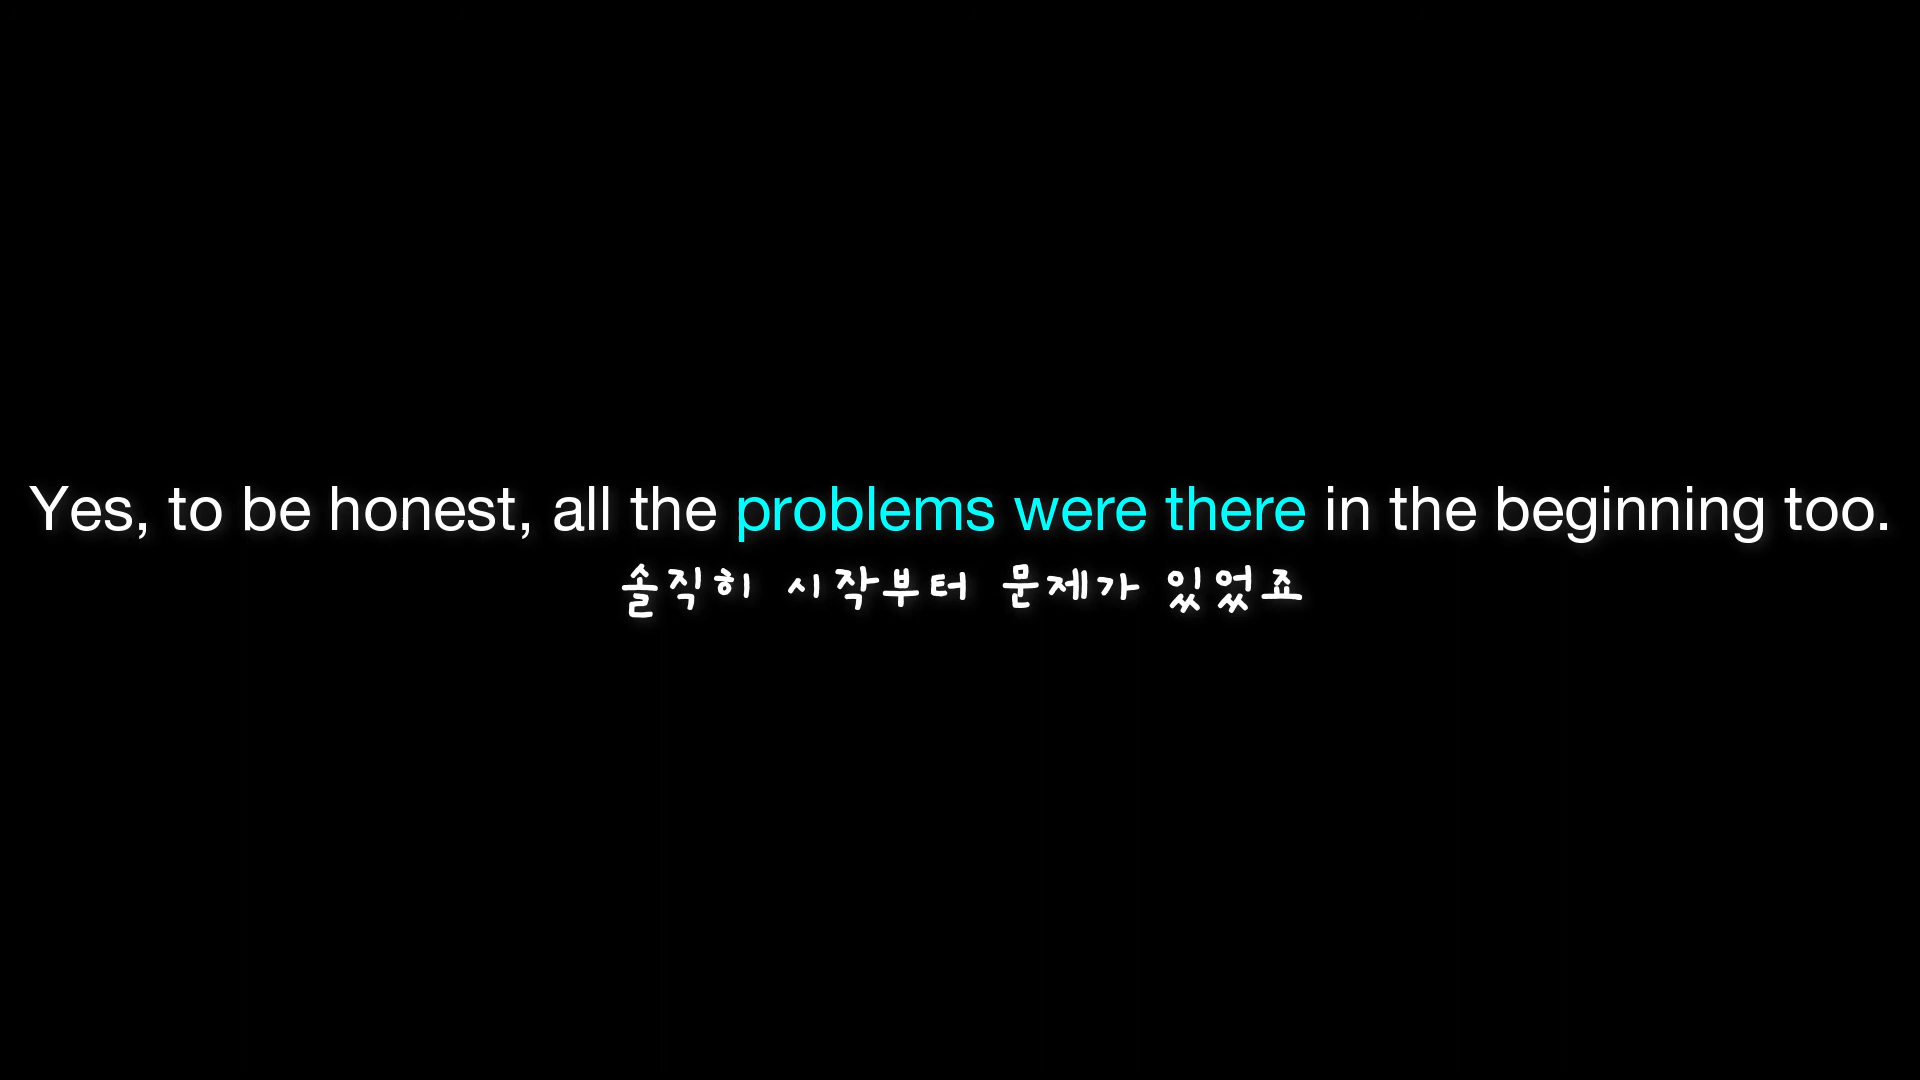 Yes, to be honest, all the problems were there in the beginning too.
솔직히 시작부터 문제가 있었죠